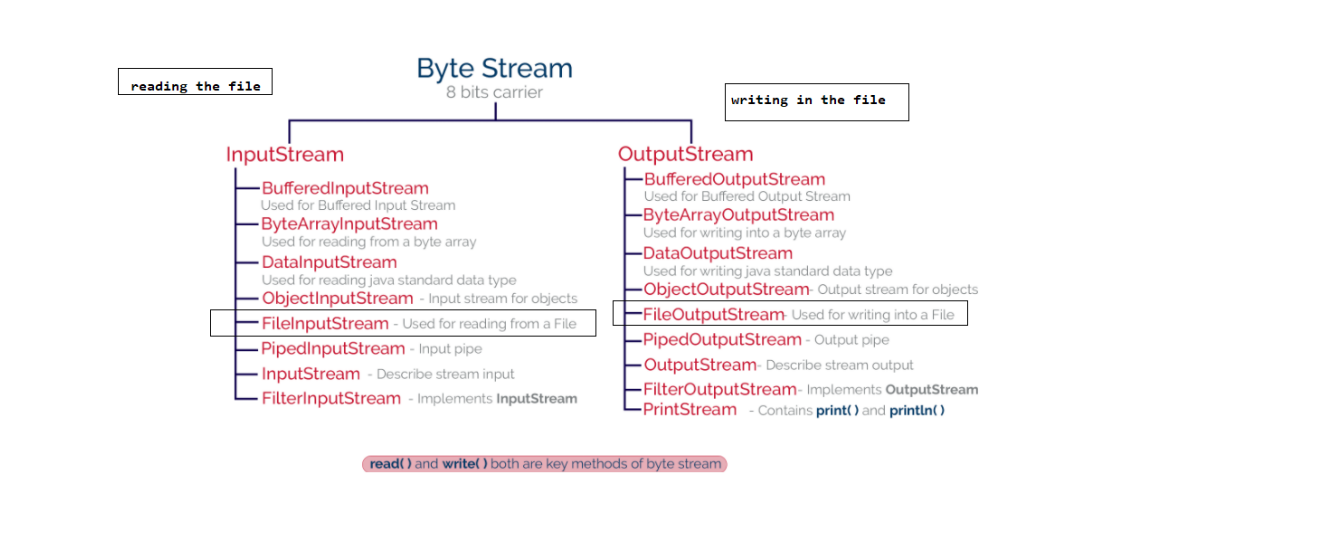 Byte Stream
8 bits carrier
reading the file
writing in the file
InputStream
BufferedInputStream
Used for Buffered Input Stream
ByteArrayInputStream
Used for reading from a byte array
DataInputStream
Used for reading java standard data type
ObjectInputStream - Input stream for objects
FileInputStream - Used for reading from a File
PipedInputStream - Input pipe
InputStream - Describe stream input
FilterInputStream - Implements InputStream
OutputStream
BufferedOutputStream
Used for Buffered Output Stream
ByteArrayOutputStream
Used for writing into a byte array
DataOutputStream
Used for writing java standard data type
ObjectOutputStream- Output stream for objects
FileOutputStream- Used for writing into a File
PipedOutputStream - Output pipe
OutputStream- Describe stream output
FilterOutputStream- Implements OutputStream
PrintStream - Contains print( ) and println( )
read( ) and write( ) both are key methods of byte stream